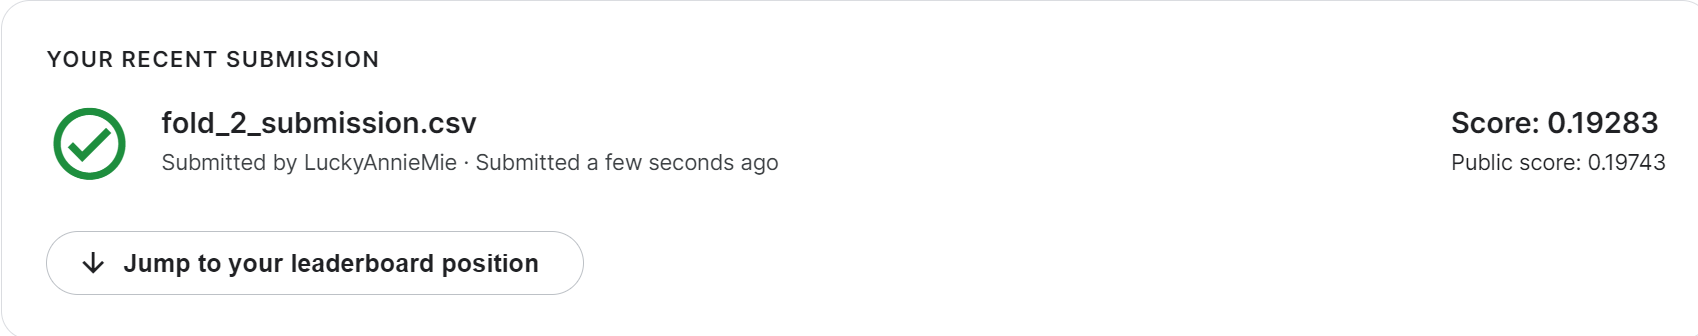 YOUR RECENT SUBMISSION
fold_2_submission.csv
Score: 0.19283
Submitted by LuckyAnnieMie · Submitted a few seconds ago
Public score: 0.19743
Jump to your leaderboard position